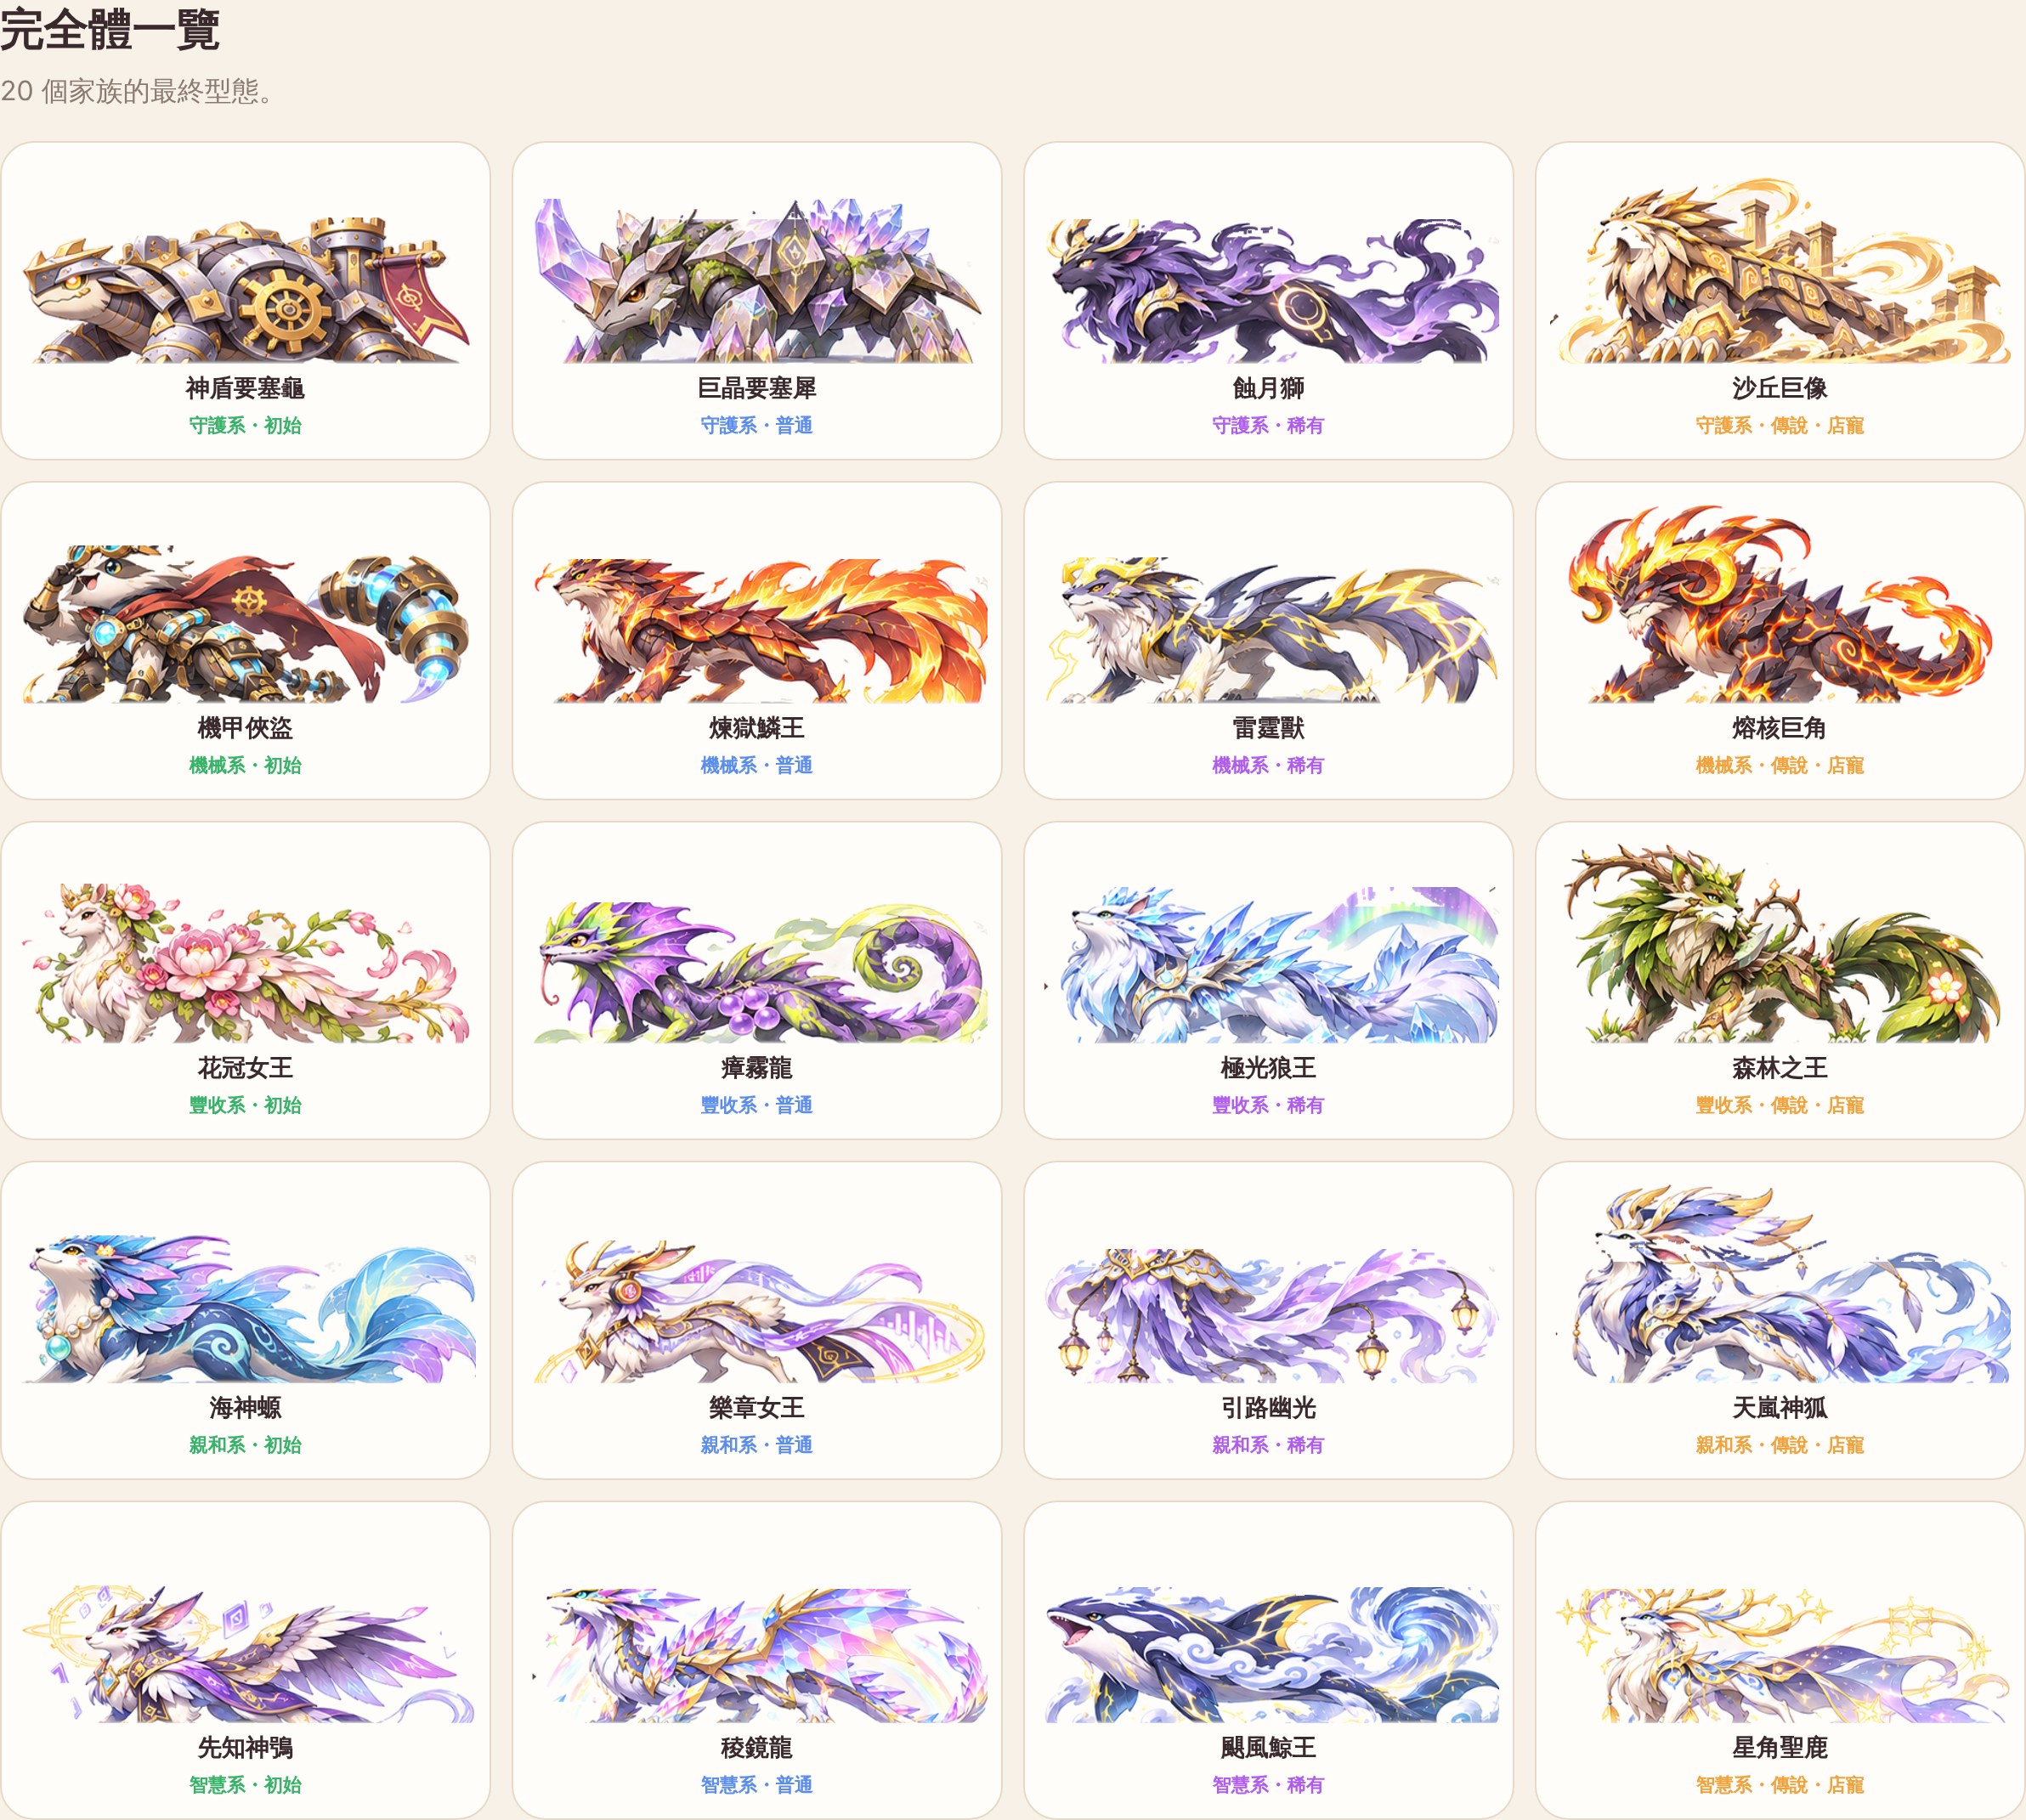 完全體一覽
20 個家族的最終型態。
神盾要塞龜
守護系・初始
巨晶要塞犀
守護系・普通
蝕月獅
守護系・稀有
沙丘巨像
守護系・傳說・店寵
機甲俠盜
機械系・初始
煉獄鱗王
機械系・普通
雷霆獸
機械系・稀有
熔核巨角
機械系・傳說・店寵
花冠女王
豐收系・初始
瘴霧龍
豐收系・普通
極光狼王
豐收系・稀有
森林之王
豐收系・傳說・店寵
海神螈
親和系・初始
樂章女王
親和系・普通
引路幽光
親和系・稀有
天嵐神狐
親和系・傳說・店寵
先知神鴞
智慧系・初始
稜鏡龍
智慧系・普通
颶風鯨王
智慧系・稀有
星角聖鹿
智慧系・傳說・店寵